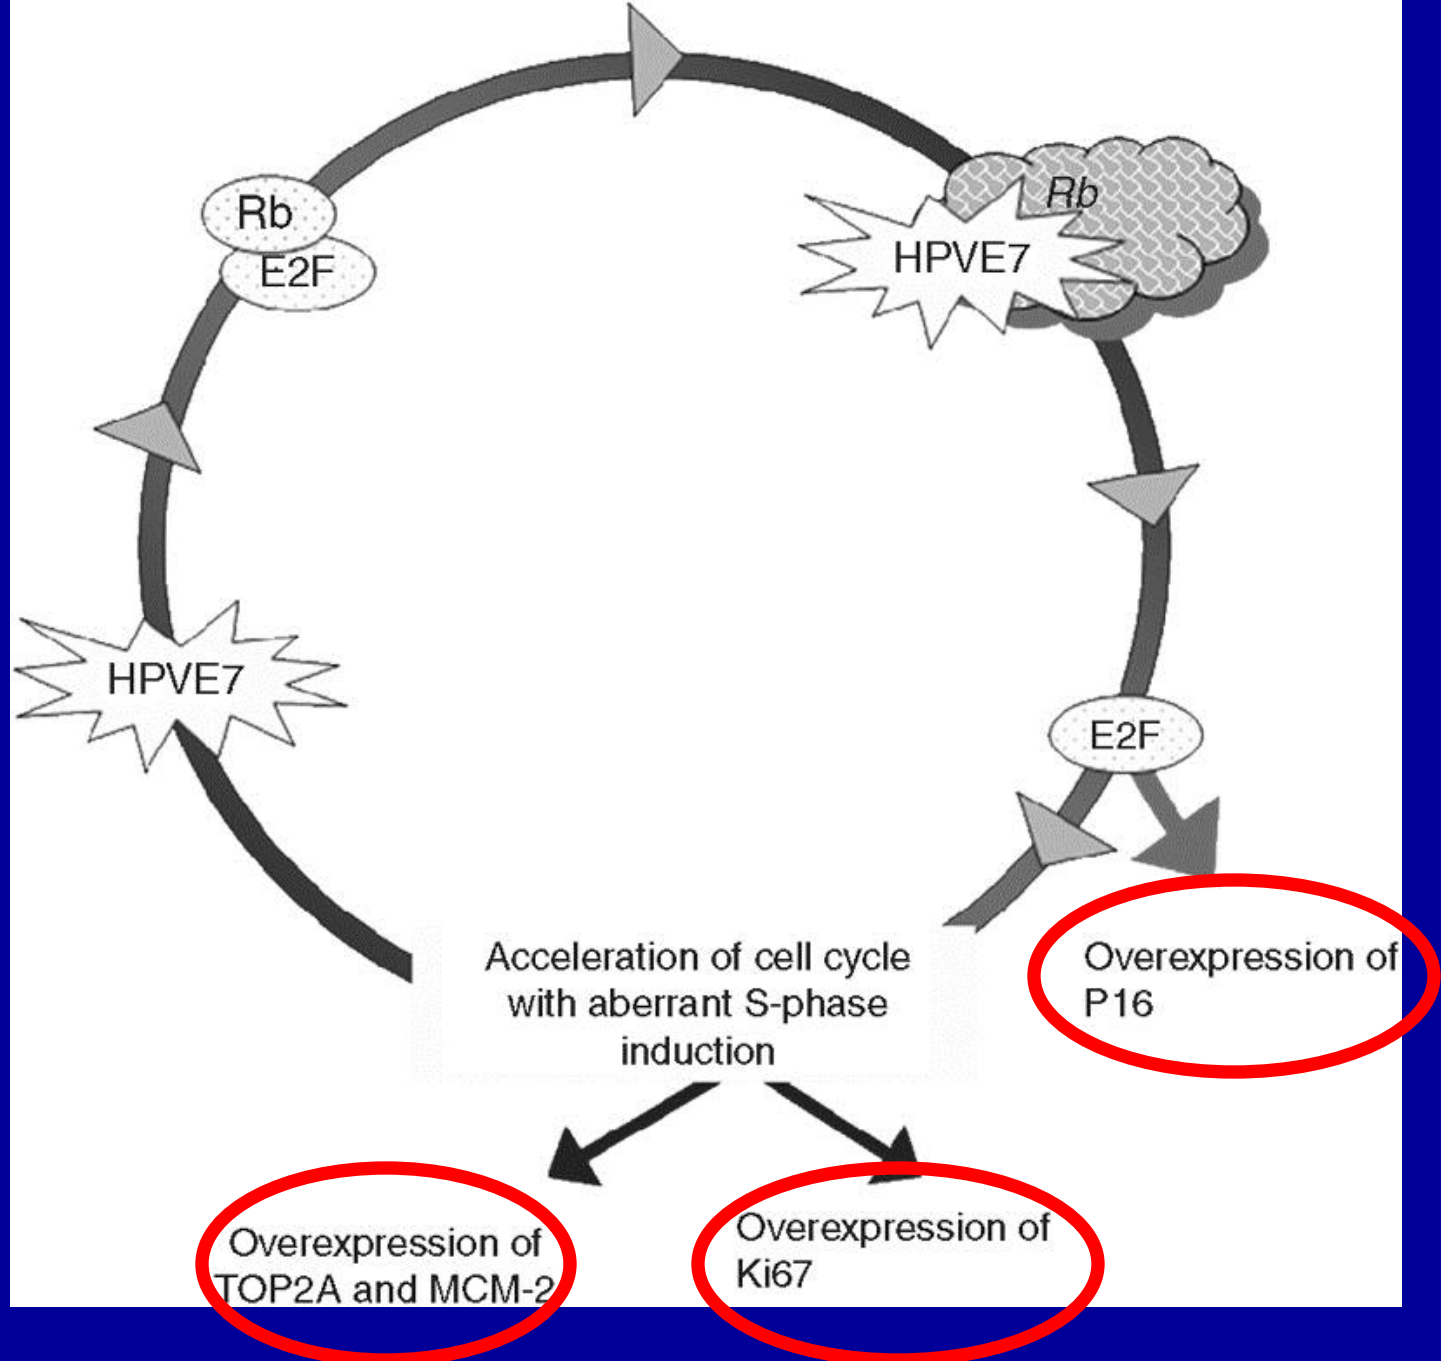 Rb
Rb
HPVE7
E2F
HPVE7
E2F
Acceleration of cell cycle
with aberrant S-phase
induction
Overexpression of
P16
Overexpression of
TOP2A and MCM-2
Overexpression of
Ki67